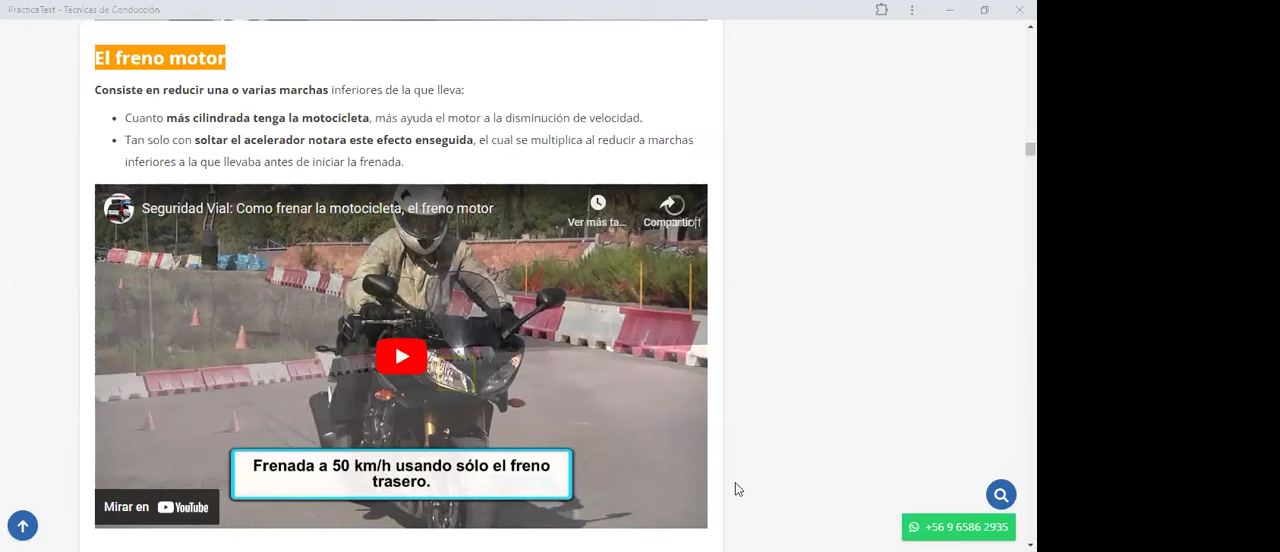 PracticaTest - Técnicas de Conducción
El freno motor
Consiste en reducir una o varias marchas inferiores de la que lleva:
Cuanto más cilindrada tenga la motocicleta, más ayuda el motor a la disminución de velocidad.
Tan solo con soltar el acelerador notara este efecto enseguida, el cual se multiplica al reducir a marchas
inferiores a la que llevaba antes de iniciar la frenada.
Seguridad Vial: Como frenar la motocicleta, el freno motor
Ver más ta...
Compartir
Frenada a 50 km/h usando sólo el freno
trasero.
Mirar en YouTube
+56 9 6586 2935